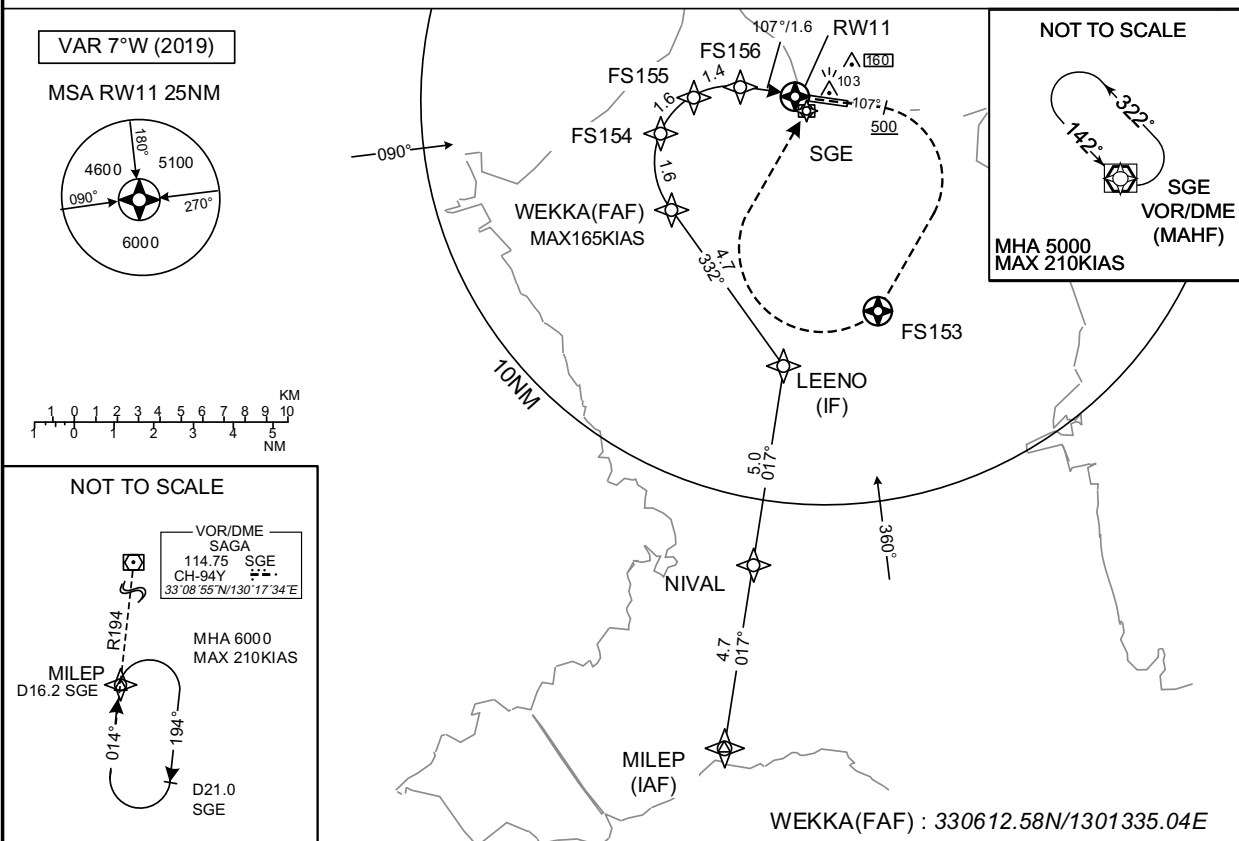 VAR 7°W (2019)
MSA RW11 25NM
180°
4600
5100
090°
270°
6000
KM
1 0 1 2 3 4 5 6 7 8 9 10
1 0 1 2 3 4 5
NM
NOT TO SCALE
VOR/DME
SAGA
114.75 SGE
CH-94Y
33°08´55˝N/130°17´34˝E
R194
MHA 6000
MAX 210KIAS
MILEP
D16.2 SGE
014°
194°
D21.0
SGE
107°/1.6
RW11
FS156
160
103
FS155
1.4
107°
1.6
500
FS154
SGE
090°
1.6
WEKKA(FAF)
MAX165KIAS
4.7
332°
FS153
LEENO
(IF)
10NM
5.0
017°
360°
NIVAL
4.7
017°
MILEP
(IAF)
WEKKA(FAF) : 330612.58N/1301335.04E
NOT TO SCALE
322°
142°
SGE
VOR/DME
(MAHF)
MHA 5000
MAX 210KIAS